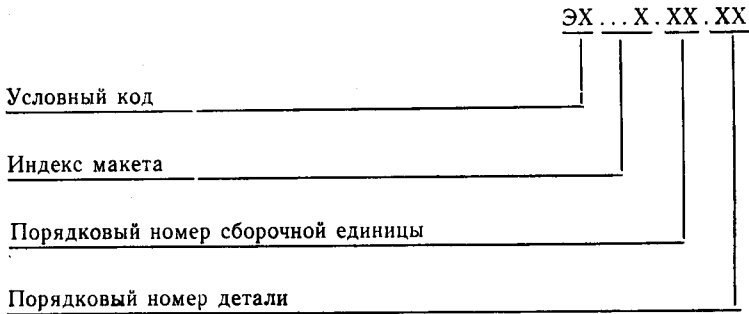 ЭХ...Х.ХХ.ХХ
Условный код
Индекс макета
Порядковый номер сборочной единицы
Порядковый номер детали